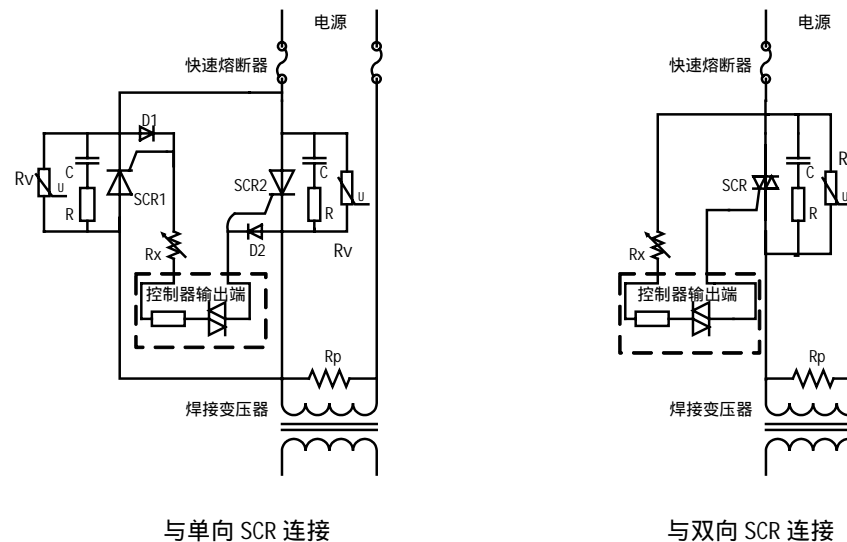 电源
快速熔断器
D1
Rv
U
C
R
SCR1
SCR2
C
R
U
Rx
D2
Rv
控制器输出端
Rp
焊接变压器
与单向 SCR 连接
电源
快速熔断器
SCR
C
R
R
U
Rx
控制器输出端
Rp
焊接变压器
与双向 SCR 连接